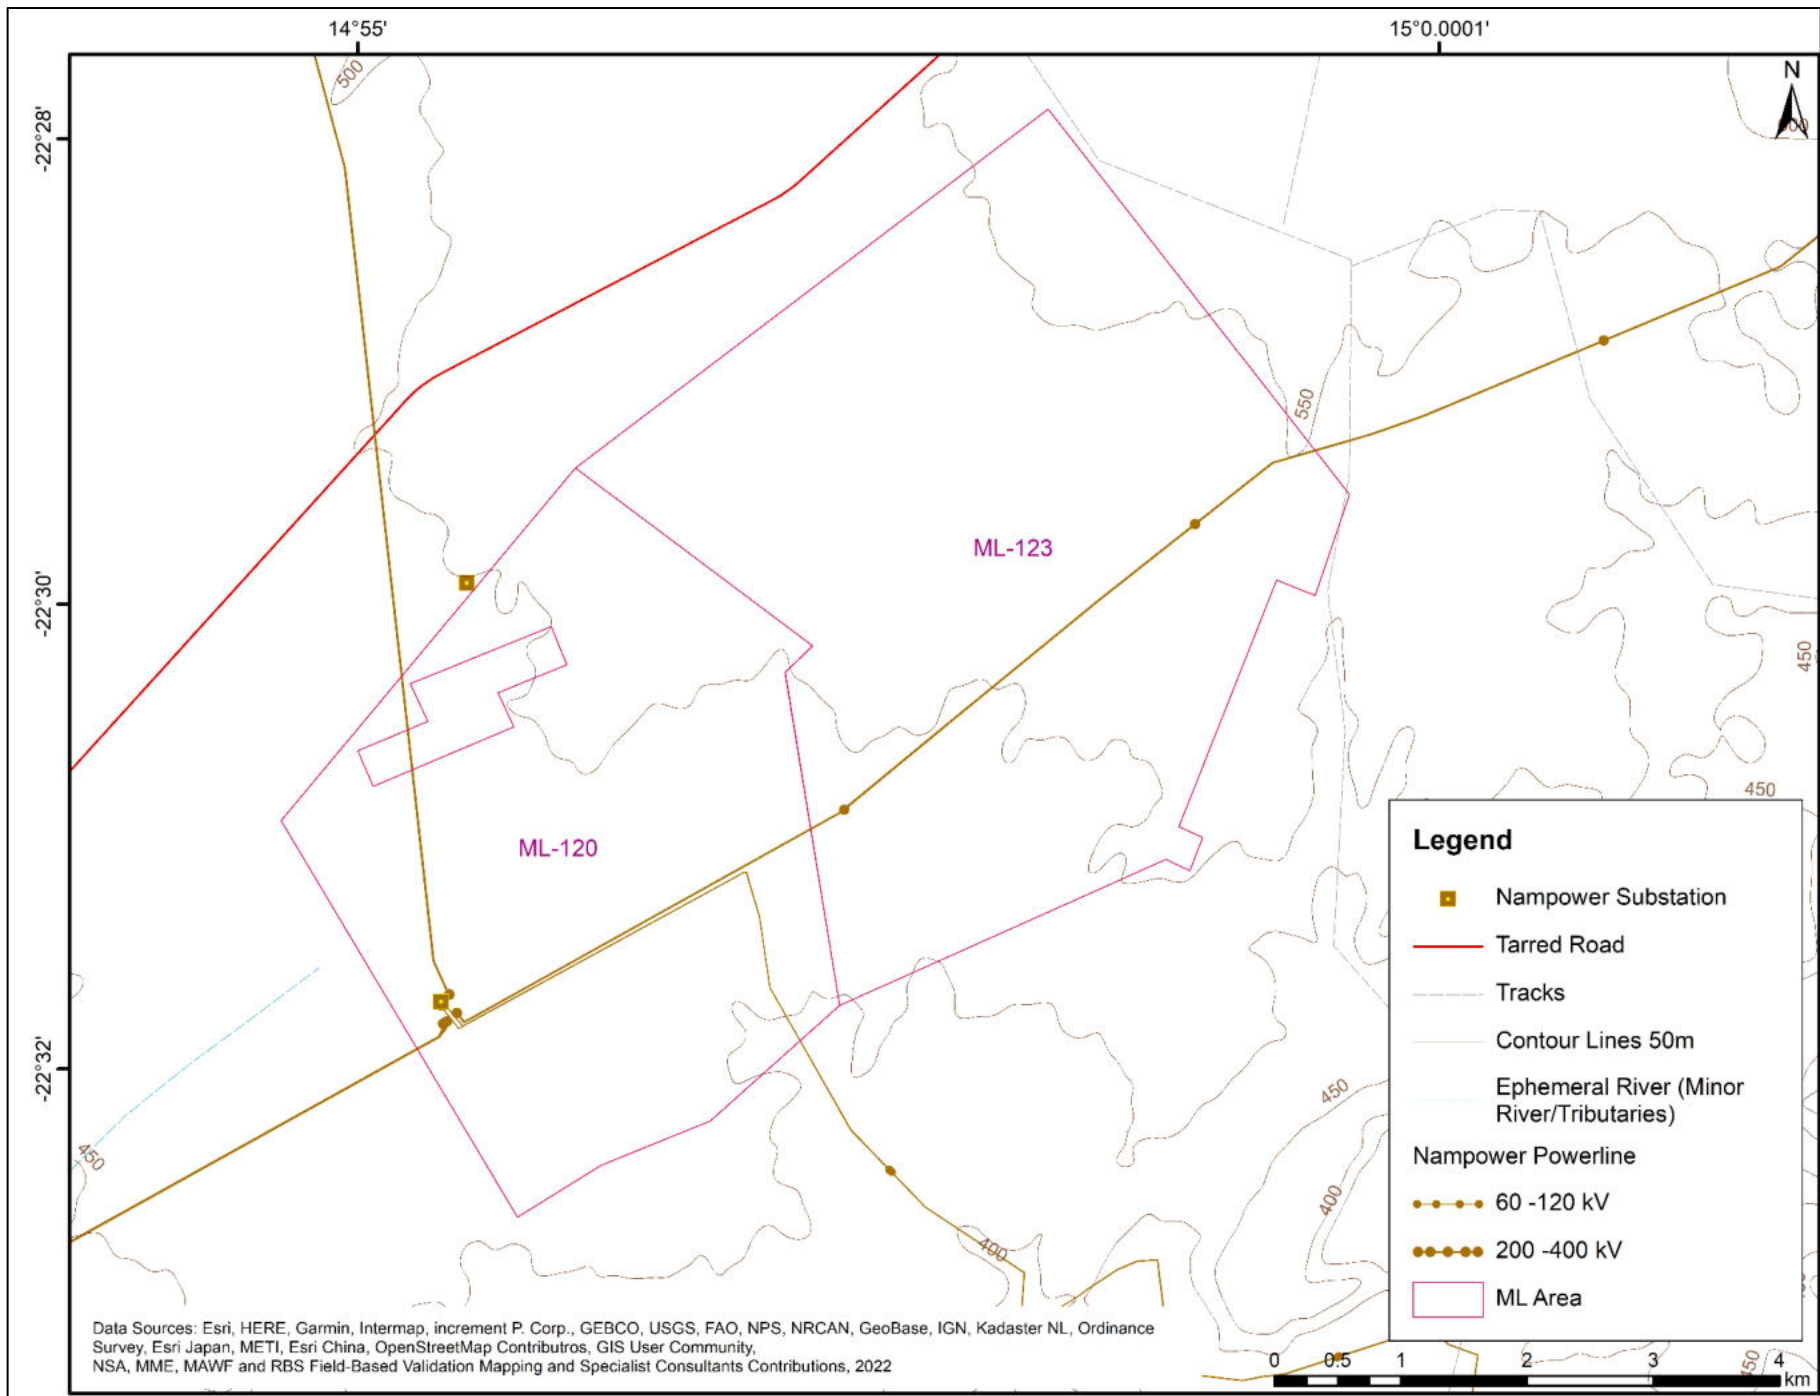 14°55'
15°0.0001'
500
N
600
-22°28'
550
ML-123
-22°30'
450
450
ML-120
Legend
Nampower Substation
Tarred Road
Tracks
Contour Lines 50m
Ephemeral River (Minor
River/Tributaries)
Nampower Powerline
60 -120 kV
200 -400 kV
ML Area
-22°32'
450
450
400
400
Data Sources: Esri, HERE, Garmin, Intermap, increment P. Corp., GEBCO, USGS, FAO, NPS, NRCAN, GeoBase, IGN, Kadaster NL, Ordinance
Survey, Esri Japan, METI, Esri China, OpenStreetMap Contributros, GIS User Community,
NSA, MME, MAWF and RBS Field-Based Validation Mapping and Specialist Consultants Contributions, 2022
450
0 0.5 1 2 3 4
km